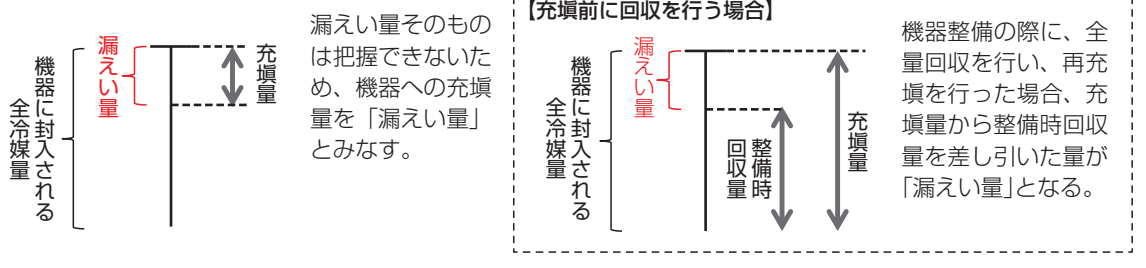 機器に封入される
全冷媒量
漏えい量
充塡量
漏えい量そのもの
は把握できないた
め、機器への充塡
量を「漏えい量」
とみなす。
【充塡前に回収を行う場合】
機器に封入される
全冷媒量
漏えい量
整備時
回収量
充塡量
機器整備の際に、全
量回収を行い、再充
塡を行った場合、充
塡量から整備時回収
量を差し引いた量が
「漏えい量」となる。